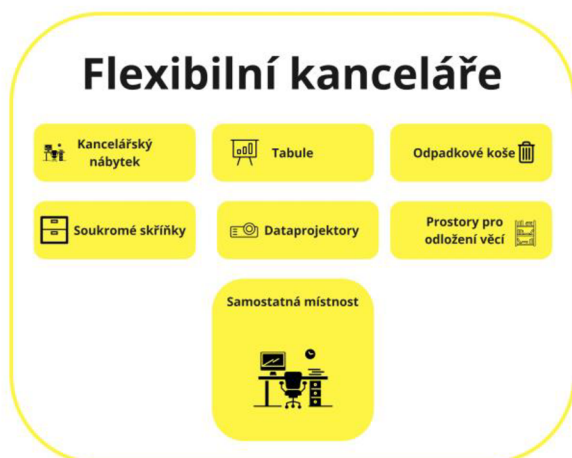 Flexibilní kanceláře
Kancelářský
nábytek
Tabule
Odpadkové koše
Soukromé skříňky
Dataprojektory
Prostory pro
odložení věcí
Samostatná místnost